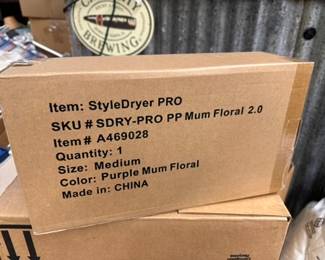 BREWING
Item: StyleDryer PRO
SKU # SDRY-PRO PP Mum Floral 2.0
Item# A469028
Quantity: 1
Size: Medium
Color: Purple Mum Floral
Made in: CHINA